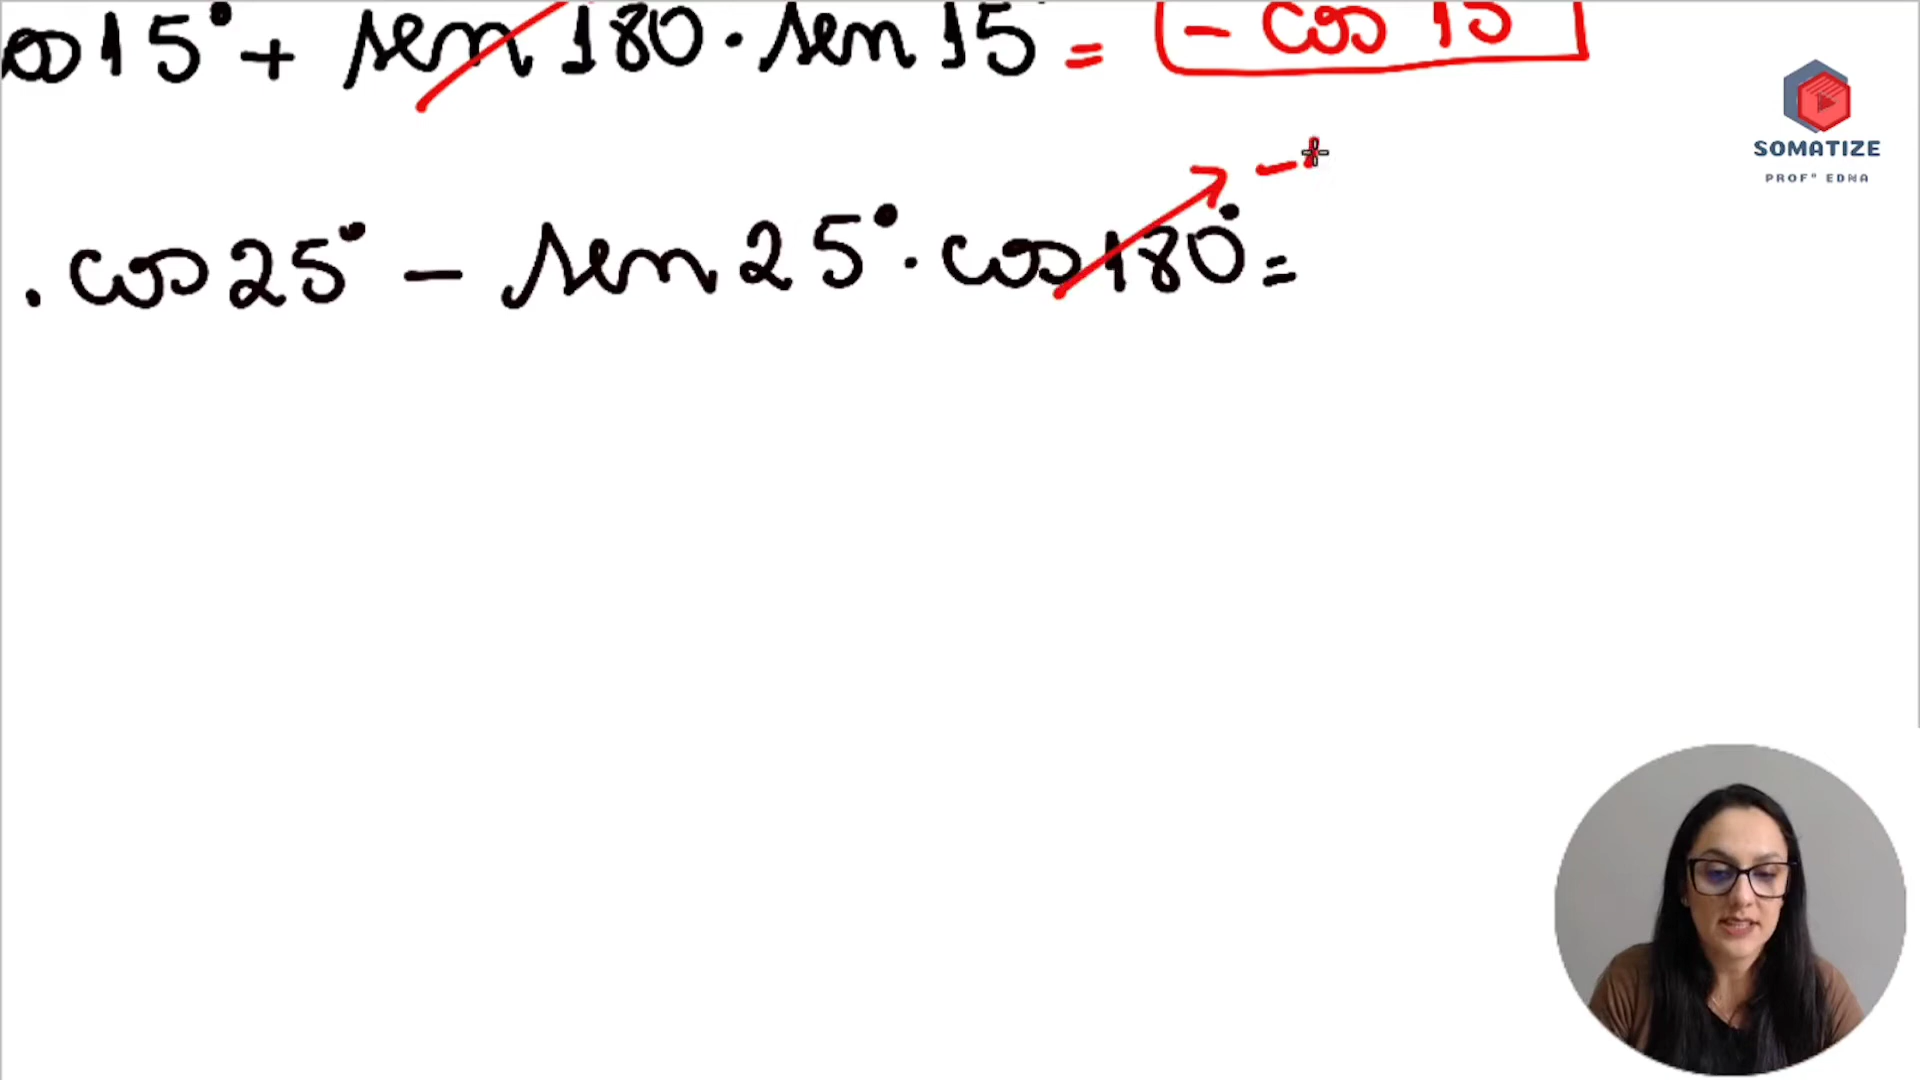 cos 15° + sen 180 · sen 15° = - cos 15
SOMATIZE
PROFª EDNA
· cos 25° - sen 25° · cos 180° = -1